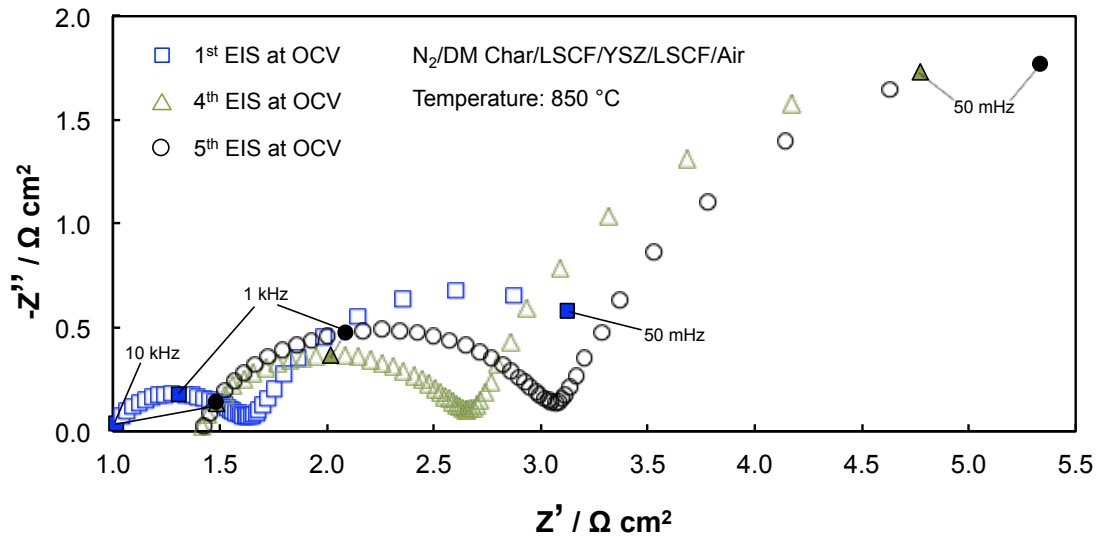 2.0
1.5
1.0
0.5
0.0
-Z’’ / Ω cm²
1ˢᵗ EIS at OCV
4ᵗʰ EIS at OCV
5ᵗʰ EIS at OCV
N₂/DM Char/LSCF/YSZ/LSCF/Air
Temperature: 850 °C
50 mHz
1 kHz
50 mHz
10 kHz
1.0 1.5 2.0 2.5 3.0 3.5 4.0 4.5 5.0 5.5
Z’ / Ω cm²